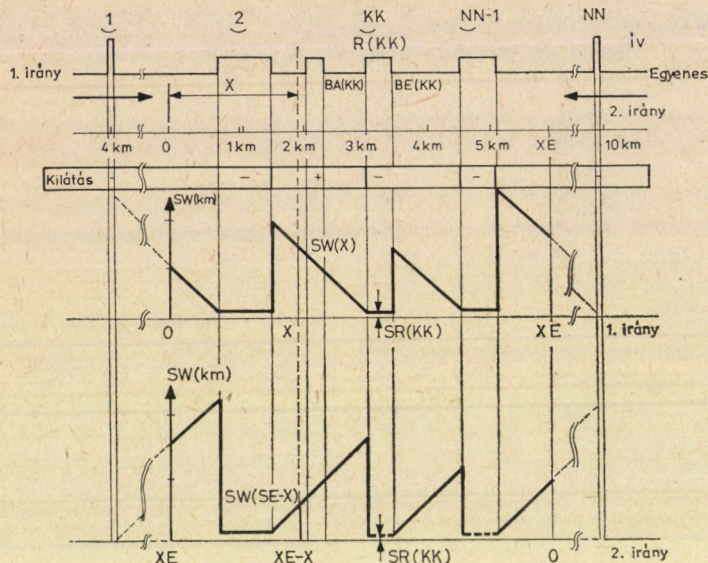 1 2 KK NN-1 NN
R(KK) ív
1. irány X BA(KK) BE(KK) Egyenes
2. irány
4 km 0 1km 2 km 3km 4km 5 km XE 10 km
Kilátás - - + - - -
SW(km)
SW(X)
SR(KK)
0 X XE 1. irány
SW(km)
SW(SE-X)
SR(KK)
XE XE-X 0 2. irány